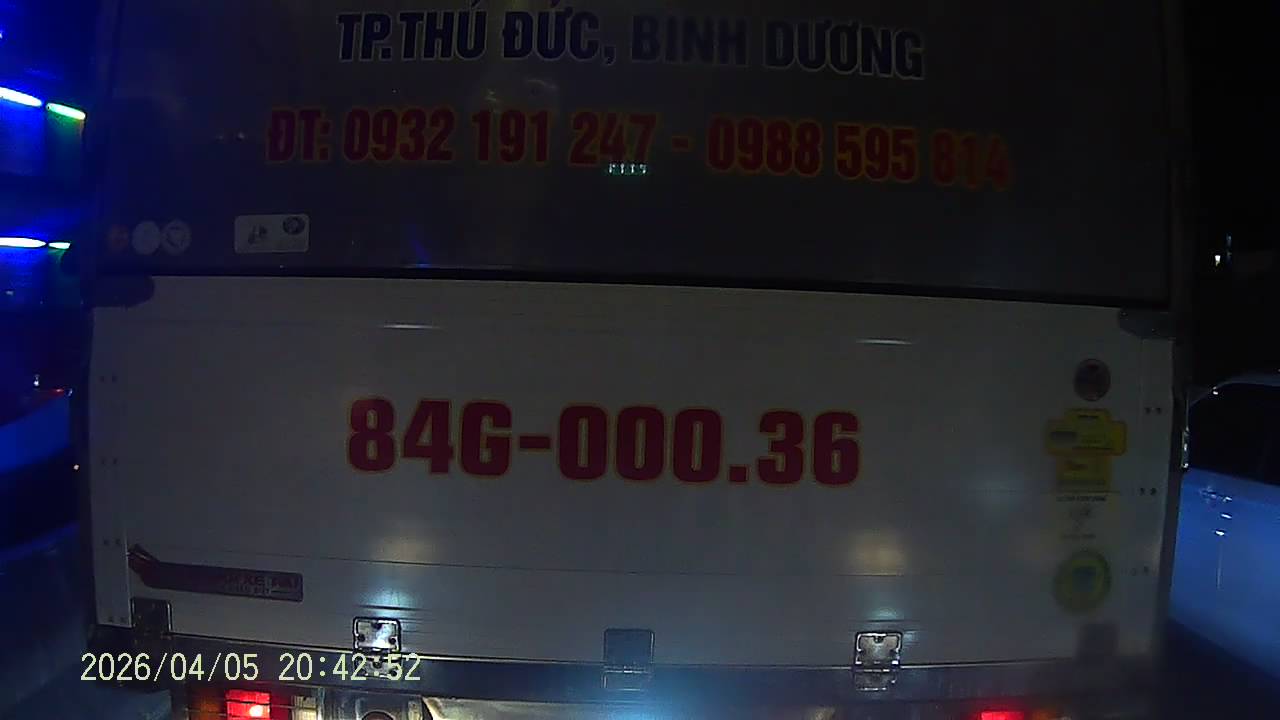 TP.THỦ ĐỨC, BÌNH DƯƠNG
ĐT: 0932 191 247 - 0988 595 814
84G-000.36
2026/04/05 20:42:52